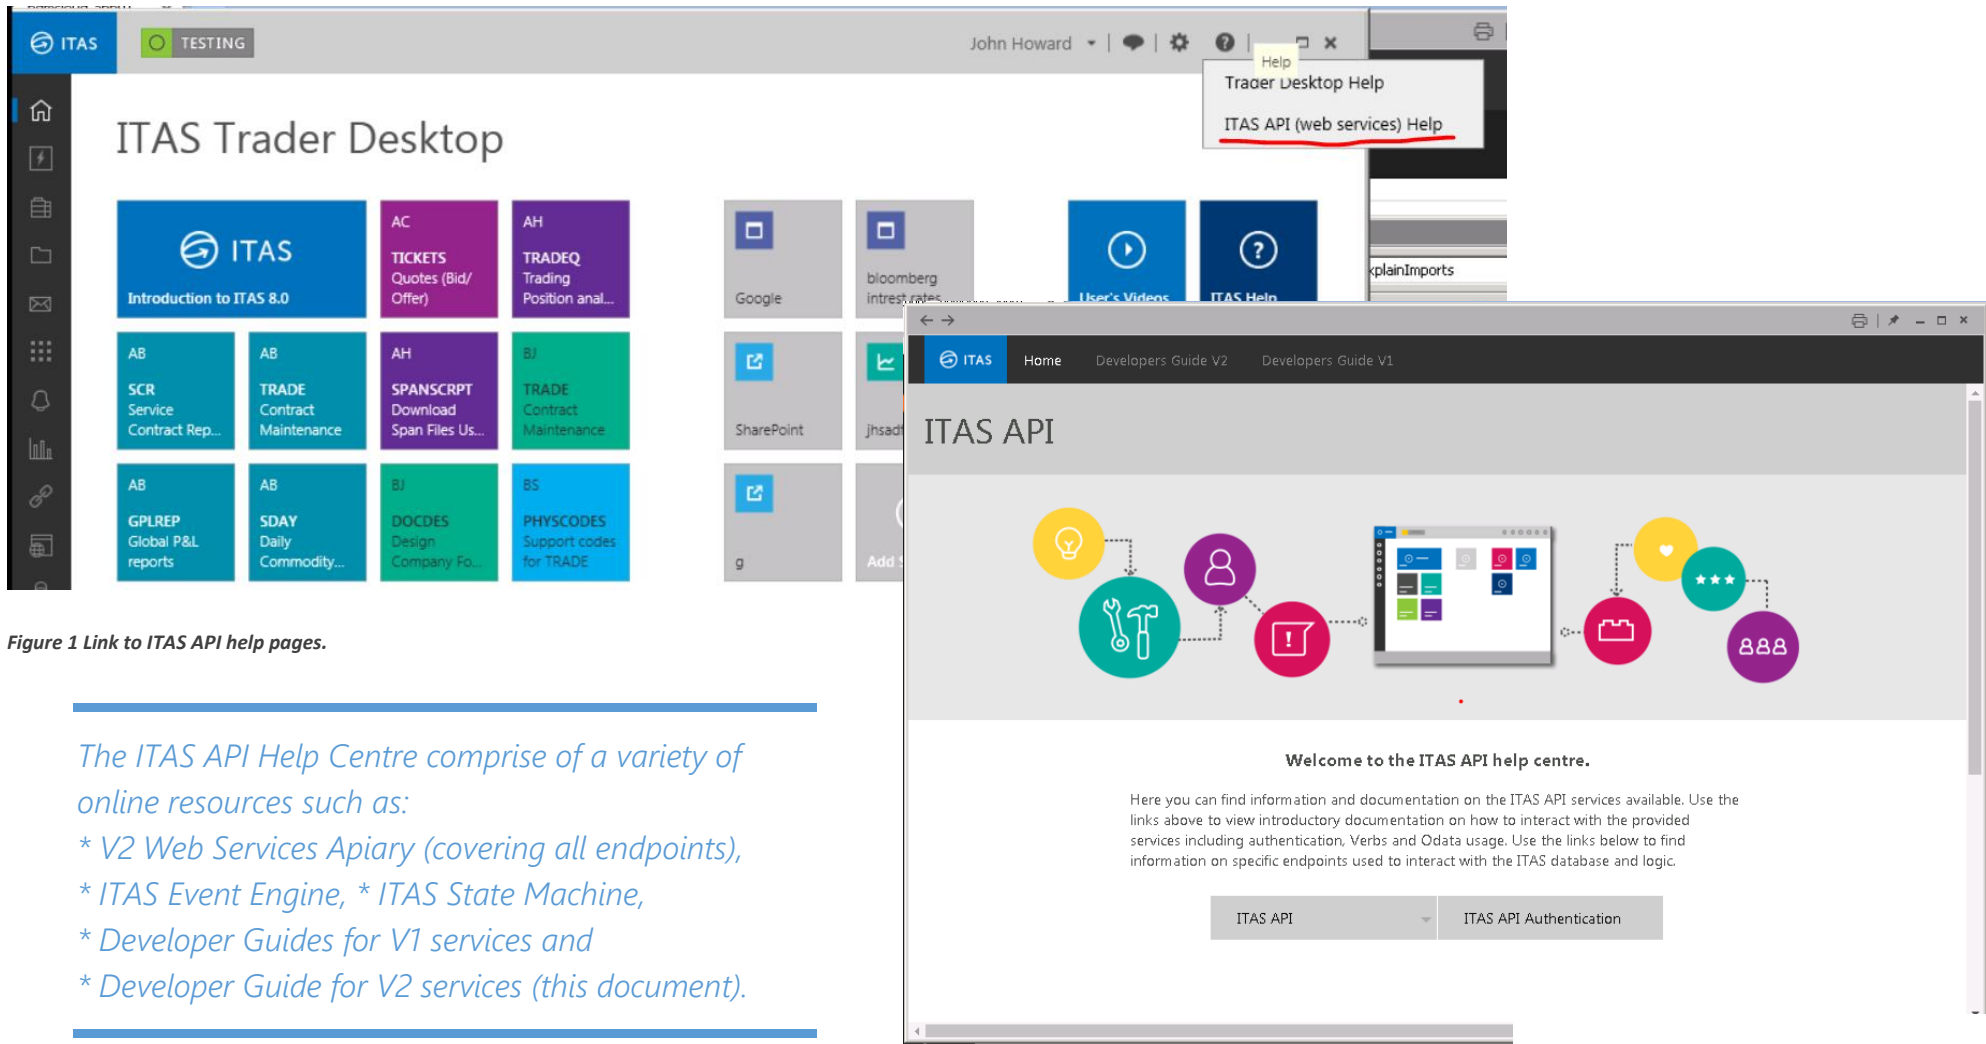 ITAS
TESTING
John Howard
Help
Trader Desktop Help
ITAS API (web services) Help
ITAS Trader Desktop
ITAS
Introduction to ITAS 8.0
AC
TICKETS
Quotes (Bid/
Offer)
AH
TRADEQ
Trading
Position anal...
Google
bloomberg
intrest rates
User's Videos
ITAS Help
xplainImports
AB
SCR
Service
Contract Rep...
AB
TRADE
Contract
Maintenance
AH
SPANSCRPT
Download
Span Files Us...
BJ
TRADE
Contract
Maintenance
SharePoint
jhsadf
AB
GPLREP
Global P&L
reports
AB
SDAY
Daily
Commodity...
BJ
DOCDES
Design
Company Fo...
BS
PHYSCODES
Support codes
for TRADE
g
Add
Figure 1 Link to ITAS API help pages.
The ITAS API Help Centre comprise of a variety of
online resources such as:
* V2 Web Services Apiary (covering all endpoints),
* ITAS Event Engine, * ITAS State Machine,
* Developer Guides for V1 services and
* Developer Guide for V2 services (this document).
ITAS
Home
Developers Guide V2
Developers Guide V1
ITAS API
Welcome to the ITAS API help centre.
Here you can find information and documentation on the ITAS API services available. Use the
links above to view introductory documentation on how to interact with the provided
services including authentication, Verbs and Odata usage. Use the links below to find
information on specific endpoints used to interact with the ITAS database and logic.
ITAS API
ITAS API Authentication